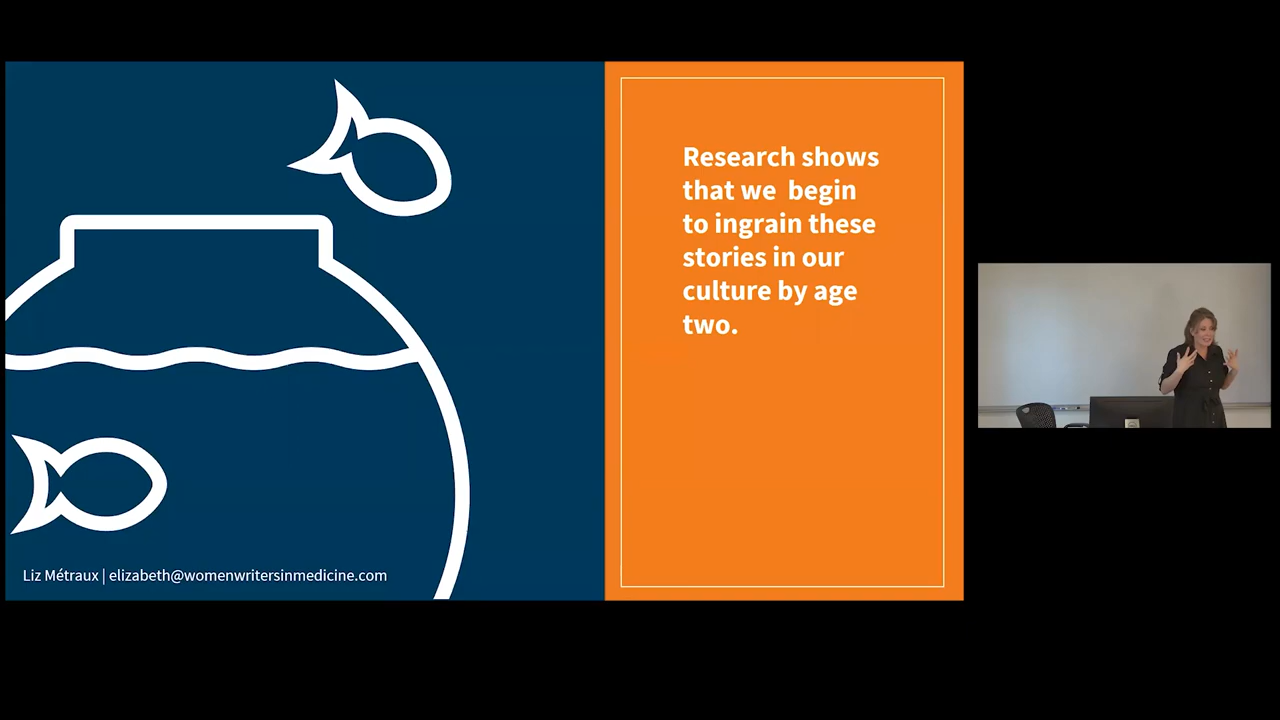 Research shows
that we  begin
to ingrain these
stories in our
culture by age
two.
Liz Métraux | elizabeth@womenwritersinmedicine.com